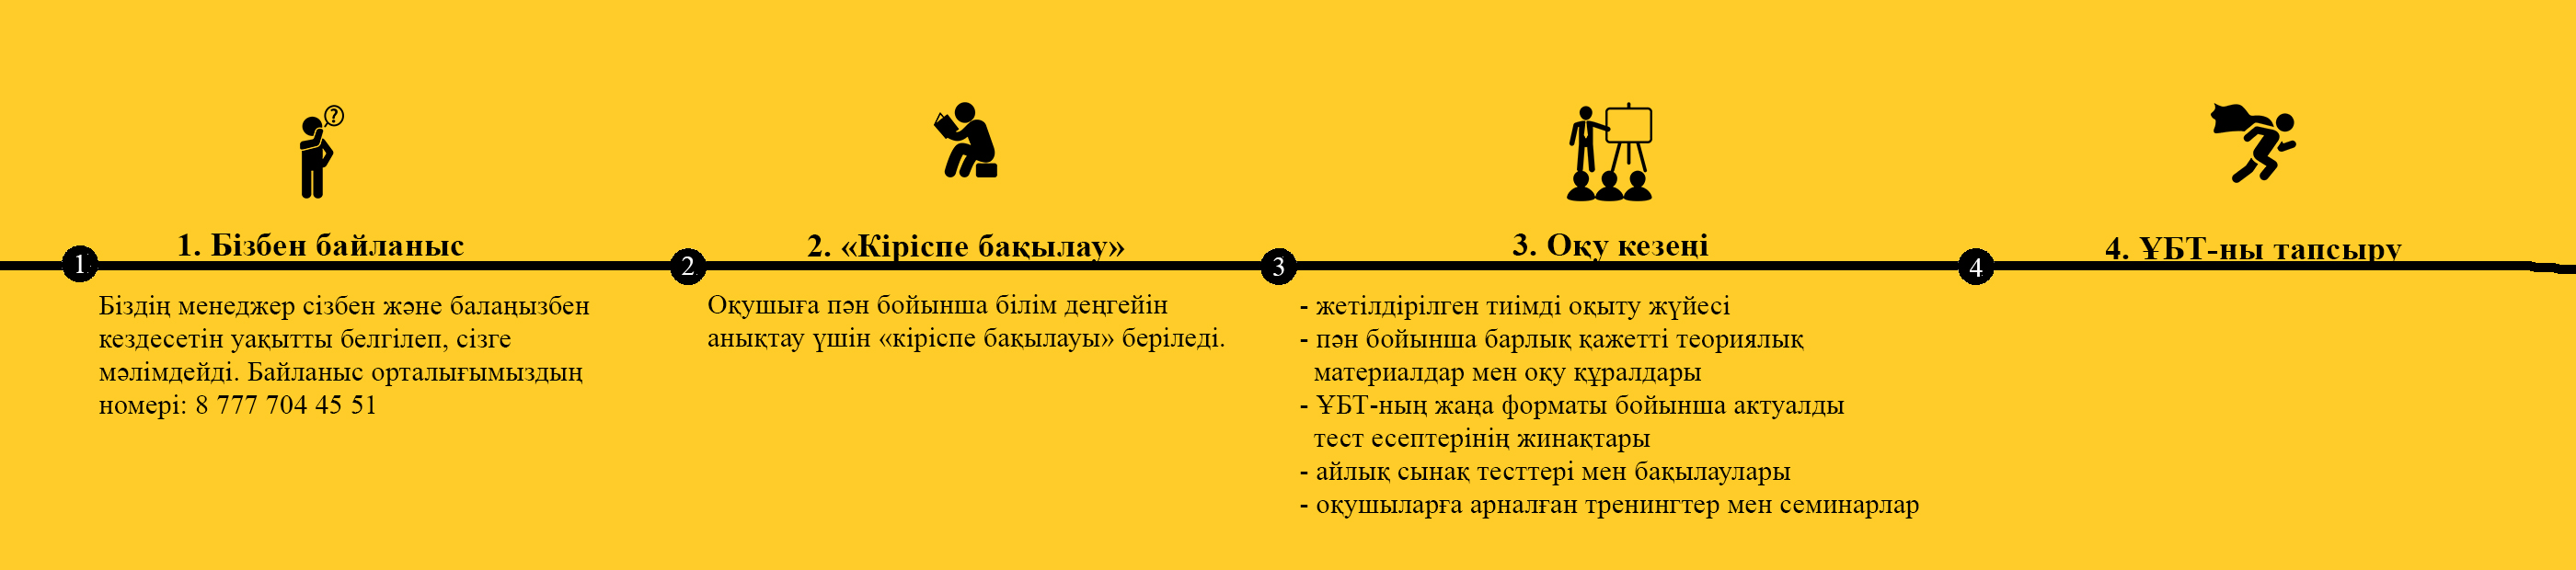 ?
1. Бізбен байланыс
1
Біздің менеджер сізбен және балаңызбен
кездесетін уақытты белгілеп, сізге
мәлімдейді. Байланыс орталығымыздың
номері: 8 777 704 45 51
2. «Кіріспе бақылау»
2
Оқушыға пән бойынша білім деңгейін
анықтау үшін «кіріспе бақылауы» беріледі.
3. Оқу кезеңі
3
- жетілдірілген тиімді оқыту жүйесі
- пән бойынша барлық қажетті теориялық
материалдар мен оқу құралдары
- ҰБТ-ның жаңа форматы бойынша актуалды
тест есептерінің жинақтары
- айлық сынақ тесттері мен бақылаулары
- оқушыларға арналған тренингтер мен семинарлар
4. ҰБТ-ны тапсыру
4